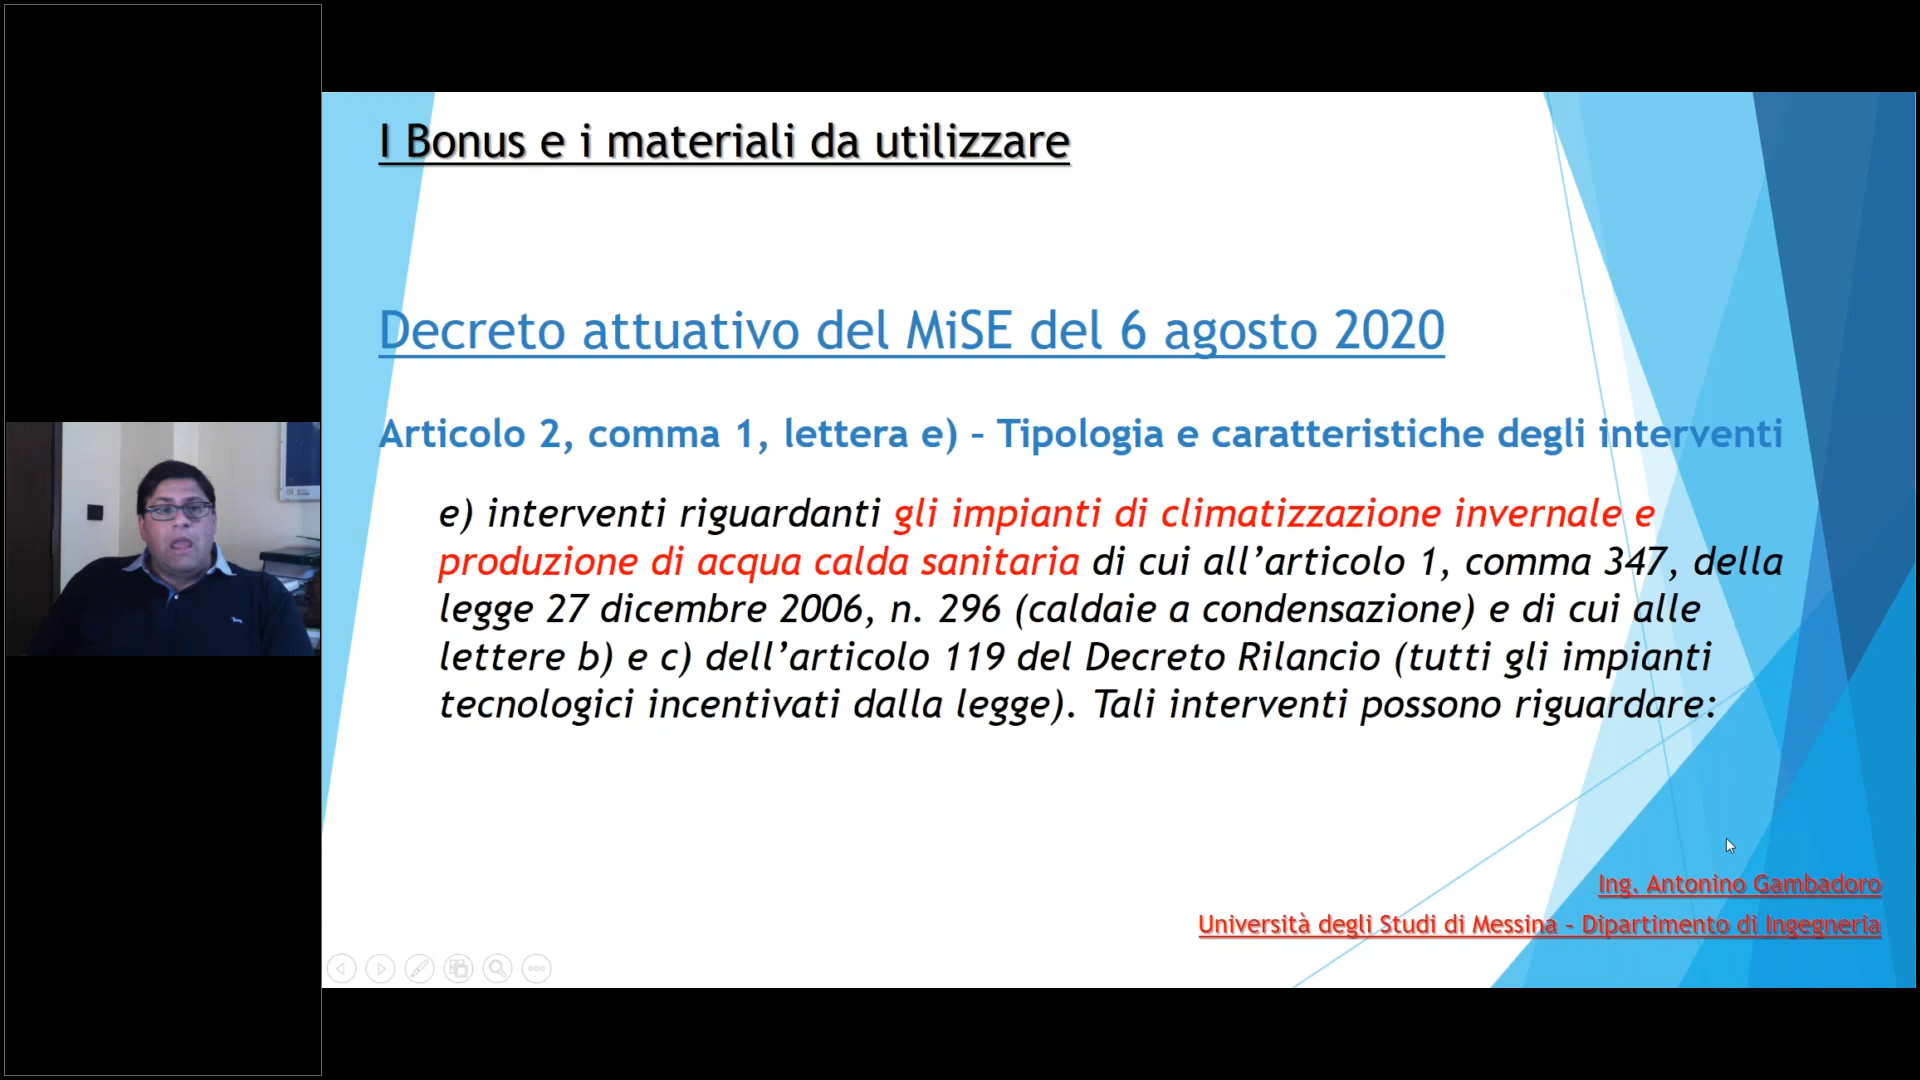 I Bonus e i materiali da utilizzare
Decreto attuativo del MiSE del 6 agosto 2020
Articolo 2, comma 1, lettera e) – Tipologia e caratteristiche degli interventi
e) interventi riguardanti gli impianti di climatizzazione invernale e
produzione di acqua calda sanitaria di cui all’articolo 1, comma 347, della
legge 27 dicembre 2006, n. 296 (caldaie a condensazione) e di cui alle
lettere b) e c) dell’articolo 119 del Decreto Rilancio (tutti gli impianti
tecnologici incentivati dalla legge). Tali interventi possono riguardare:
Ing. Antonino Gambadoro
Università degli Studi di Messina – Dipartimento di Ingegneria